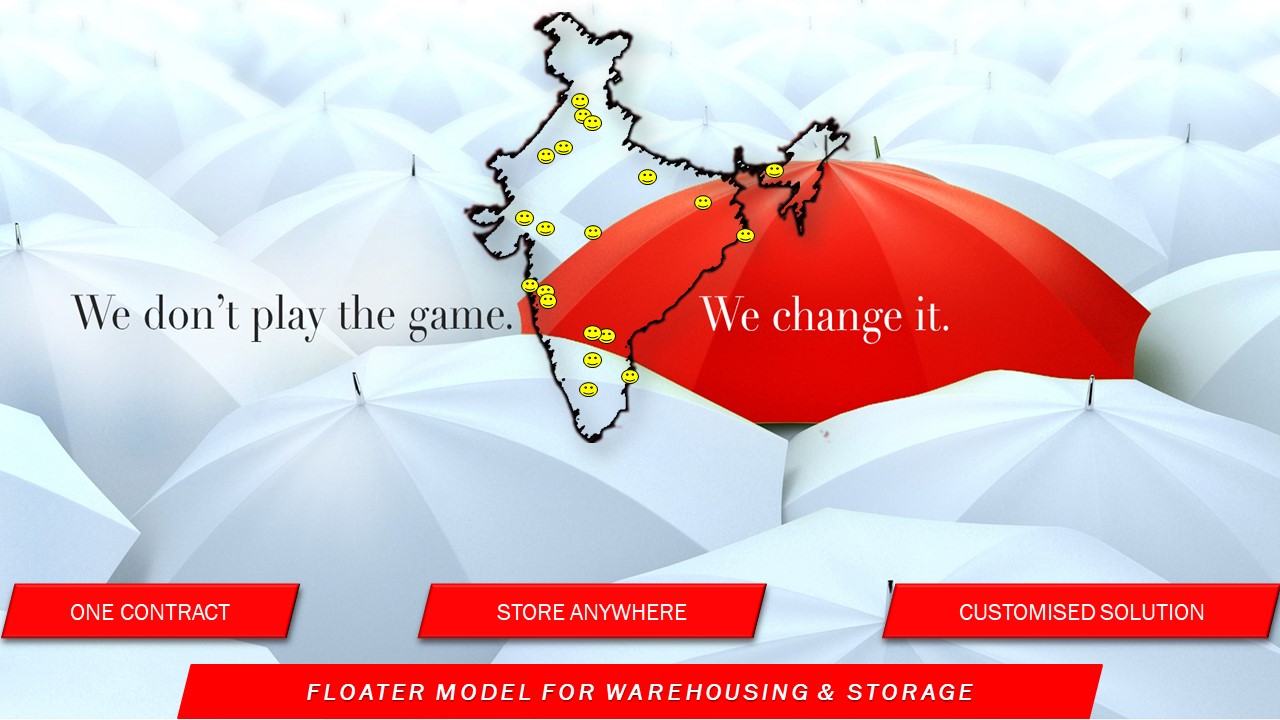 We don’t play the game.
We change it.
ONE CONTRACT
STORE ANYWHERE
CUSTOMISED SOLUTION
FLOATER MODEL FOR WAREHOUSING & STORAGE